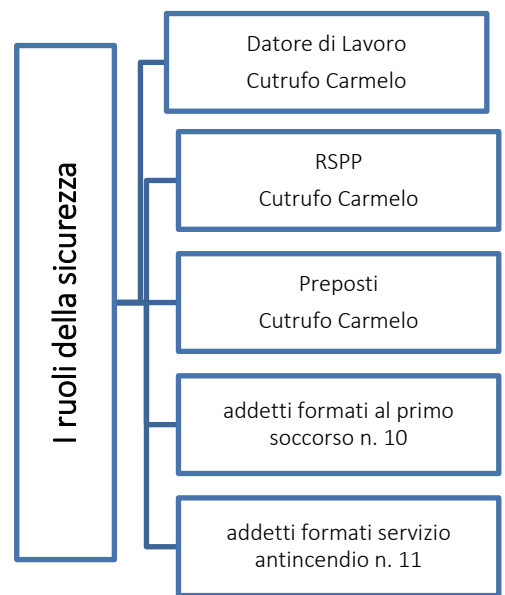 I ruoli della sicurezza
Datore di Lavoro
Cutrufo Carmelo
RSPP
Cutrufo Carmelo
Preposti
Cutrufo Carmelo
addetti formati al primo
soccorso n. 10
addetti formati servizio
antincendio n. 11